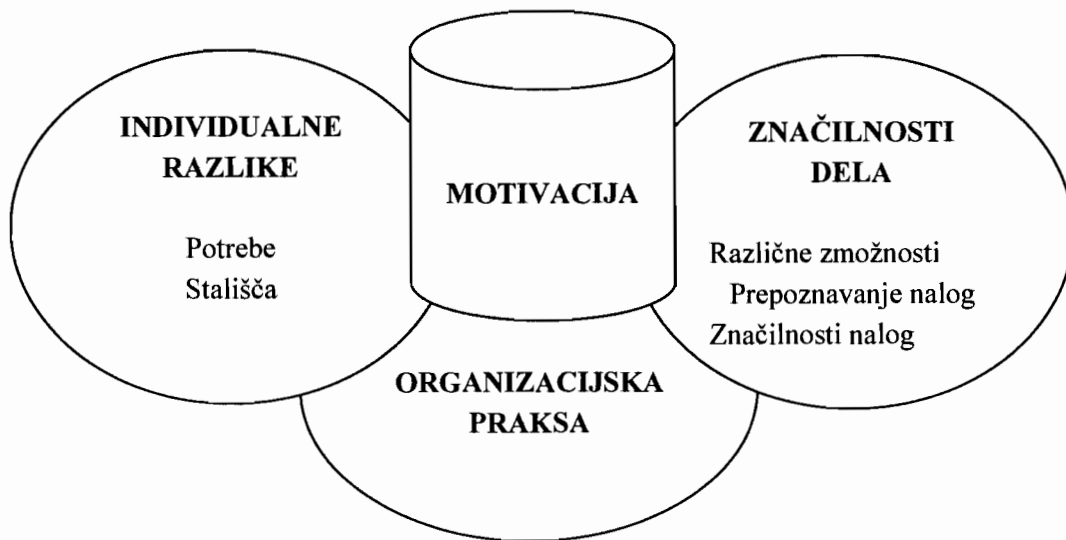 INDIVIDUALNE
RAZLIKE
Potrebe
Stališča
MOTIVACIJA
ZNAČILNOSTI
DELA
Različne zmožnosti
Prepoznavanje nalog
Značilnosti nalog
ORGANIZACIJSKA
PRAKSA